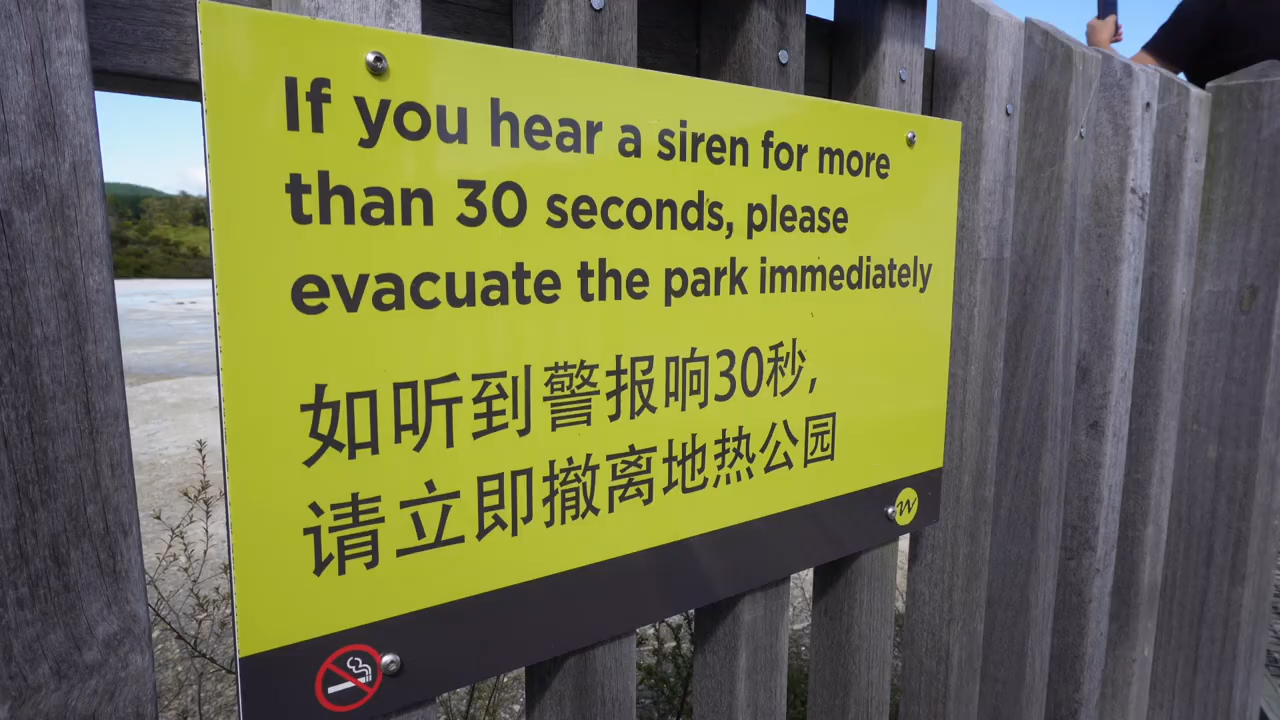 If you hear a siren for more
than 30 seconds, please
evacuate the park immediately
如听到警报响30秒,
请立即撤离地热公园
w